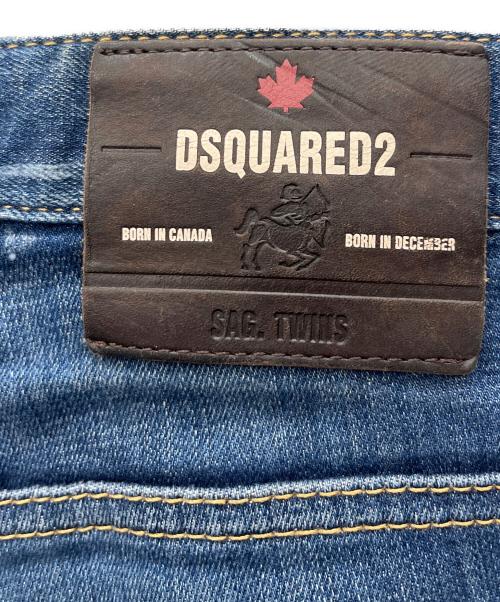 DSQUARED2
BORN IN CANADA
BORN IN DECEMBER
SAG. TWINS